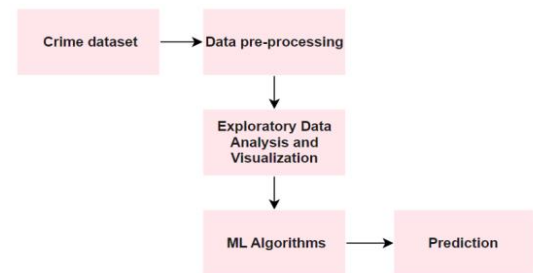 Crime dataset
Data pre-processing
Exploratory Data
Analysis and
Visualization
ML Algorithms
Prediction